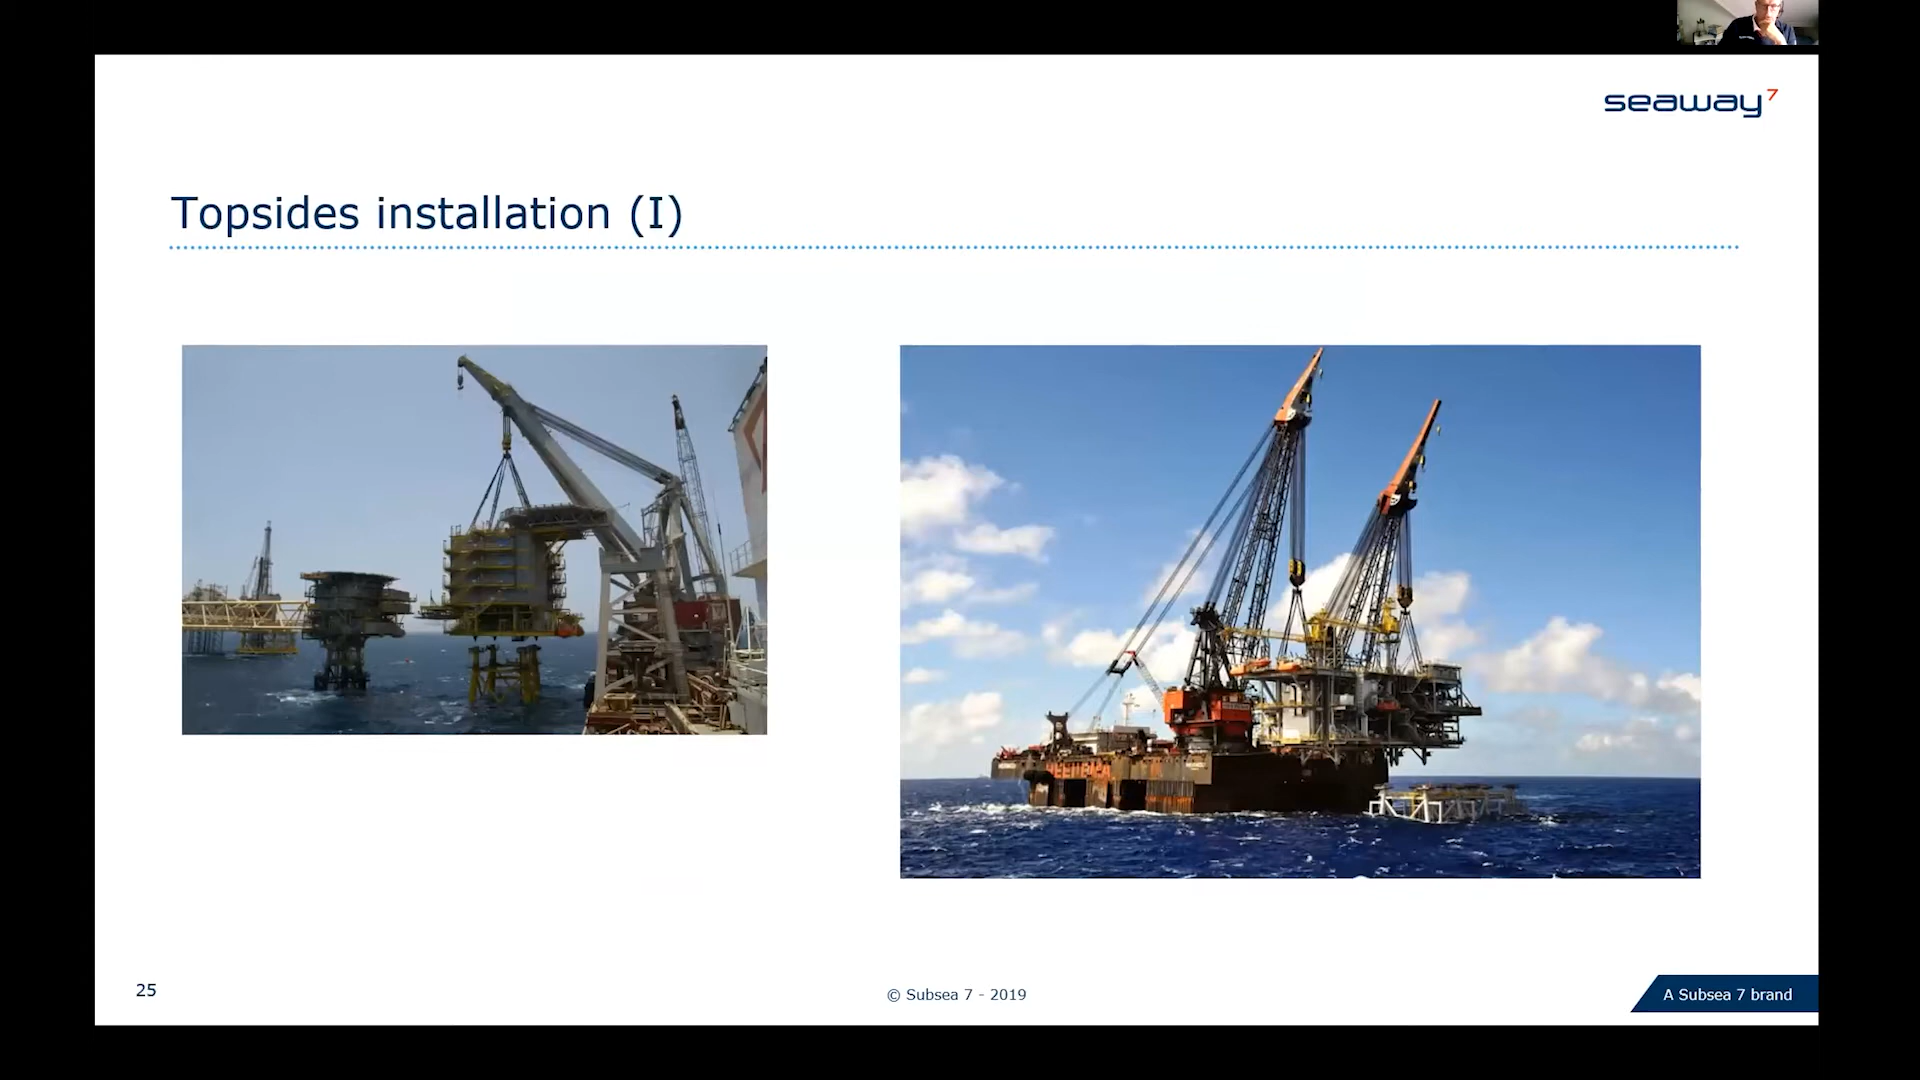 seaway7
Topsides installation (I)
25
© Subsea 7 - 2019
A Subsea 7 brand